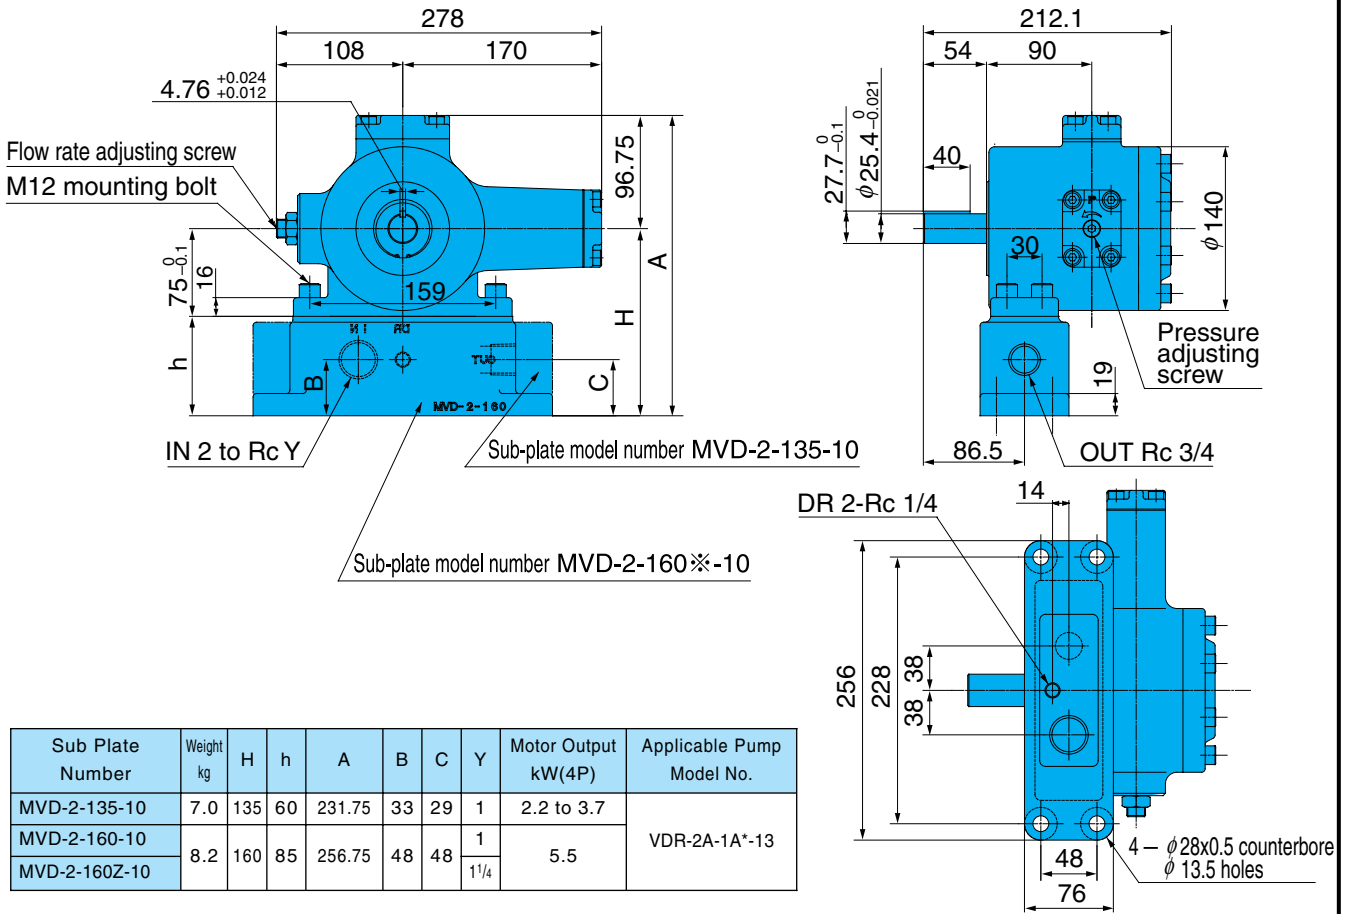 278
108
170
4.76 +0.024 +0.012
Flow rate adjusting screw
M12 mounting bolt
96.75
A
H
75 0 -0.1
16
159
h
B
C
IN
DR
OUT
MVD-2-160
IN 2 to Rc Y
Sub-plate model number MVD-2-135-10
Sub-plate model number MVD-2-160※-10
212.1
54
90
27.7 0 -0.1
φ25.4 0 -0.021
40
30
φ140
Pressure
adjusting
screw
19
86.5
OUT Rc 3/4
14
DR 2-Rc 1/4
256
228
38
38
48
76
4 — φ28x0.5 counterbore
φ 13.5 holes
Sub Plate Number | Weight kg | H | h | A | B | C | Y | Motor Output kW(4P) | Applicable Pump Model No.
MVD-2-135-10 | 7.0 | 135 | 60 | 231.75 | 33 | 29 | 1 | 2.2 to 3.7 | VDR-2A-1A*-13
MVD-2-160-10 | 8.2 | 160 | 85 | 256.75 | 48 | 48 | 1 | 5.5
MVD-2-160Z-10 | 1 1/4